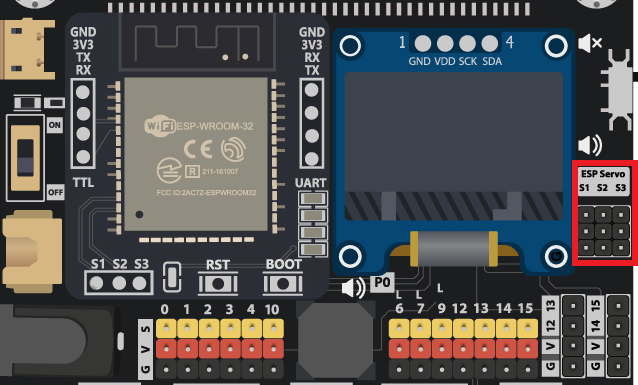 GND
3V3
TX
RX
GND
3V3
RX
TX
1 4
GND VDD SCK SDA
WiFi ESP-WROOM-32
CE
R 211-161007
FCC ID:2AC7Z-ESPWROOM32
ON
OFF
TTL
UART
ESP Servo
S1 S2 S3
S1 S2 S3
RST
BOOT
P0
L L L
0 1 2 3 4 10
6 7 9 12 13 14 15
S
V
G
13
12
V
G
15
14
V
G